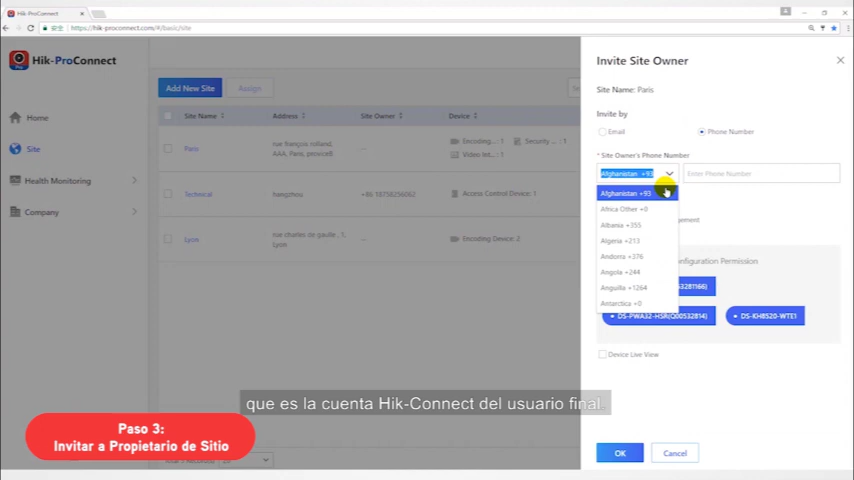 Hik-ProConnect
安全
https://hik-proconnect.com/#/basic/site
Hik-ProConnect
Home
Site
Health Monitoring
Company
Add New Site
Assign
Site Name
Address
Site Owner
Device
Paris
rue françois rolland,
AAA, Paris, provinceB
--
Encoding... : 1
Security ... : 1
Video Int... : 1
Technical
hangzhou
+86 18758256062
Access Control Device: 1
Lyon
rue charles de gaulle , 1,
Lyon
--
Encoding Device: 2
Invite Site Owner
Site Name: Paris
Invite by
Email
Phone Number
* Site Owner's Phone Number
Afghanistan +93
Enter Phone Number
Afghanistan +93
Africa Other +0
Albania +355
Algeria +213
Andorra +376
Angola +244
Anguilla +1264
Antarctica +0
Configuration Permission
DS-PWA32-HSR(Q00532814)
DS-KH8520-WTE1
Device Live View
OK
Cancel
que es la cuenta Hik-Connect del usuario final.
Paso 3:
Invitar a Propietario de Sitio